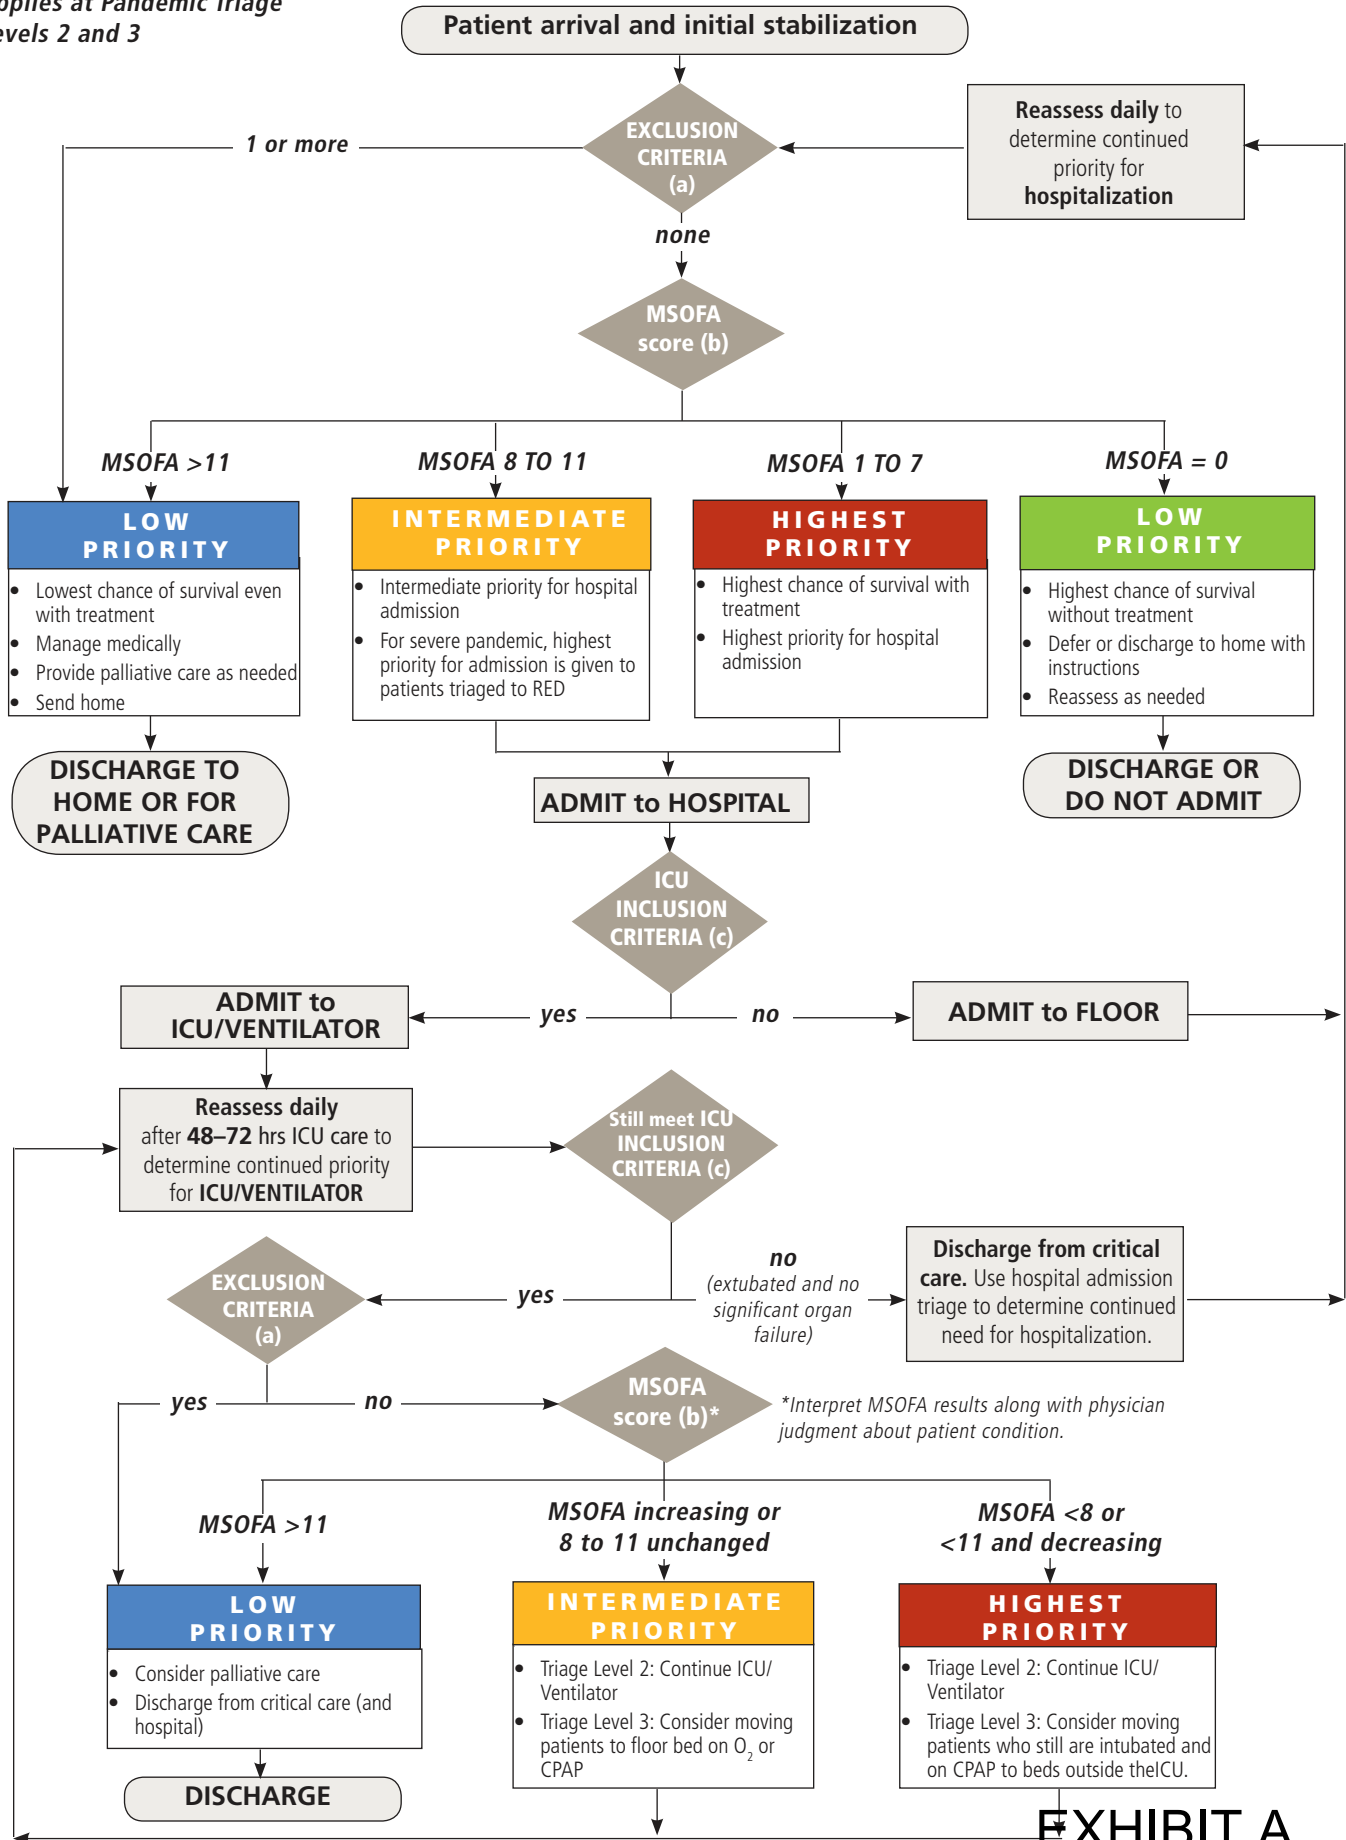 pplies at Pandemic Triage
evels 2 and 3
Patient arrival and initial stabilization
EXCLUSION
CRITERIA
(a)
Reassess daily to
determine continued
priority for
hospitalization
1 or more
none
MSOFA
score (b)
MSOFA >11
MSOFA 8 TO 11
MSOFA 1 TO 7
MSOFA = 0
LOW
PRIORITY
• Lowest chance of survival even
with treatment
• Manage medically
• Provide palliative care as needed
• Send home
INTERMEDIATE
PRIORITY
• Intermediate priority for hospital
admission
• For severe pandemic, highest
priority for admission is given to
patients triaged to RED
HIGHEST
PRIORITY
• Highest chance of survival with
treatment
• Highest priority for hospital
admission
LOW
PRIORITY
• Highest chance of survival
without treatment
• Defer or discharge to home with
instructions
• Reassess as needed
DISCHARGE TO
HOME OR FOR
PALLIATIVE CARE
ADMIT to HOSPITAL
DISCHARGE OR
DO NOT ADMIT
ICU
INCLUSION
CRITERIA (c)
ADMIT to
ICU/VENTILATOR
yes
no
ADMIT to FLOOR
Reassess daily
after 48–72 hrs ICU care to
determine continued priority
for ICU/VENTILATOR
Still meet ICU
INCLUSION
CRITERIA (c)
EXCLUSION
CRITERIA
(a)
yes
no
(extubated and no
significant organ
failure)
Discharge from critical
care. Use hospital admission
triage to determine continued
need for hospitalization.
yes
no
MSOFA
score (b)*
*Interpret MSOFA results along with physician
judgment about patient condition.
MSOFA >11
MSOFA increasing or
8 to 11 unchanged
MSOFA <8 or
<11 and decreasing
LOW
PRIORITY
• Consider palliative care
• Discharge from critical care (and
hospital)
INTERMEDIATE
PRIORITY
• Triage Level 2: Continue ICU/
Ventilator
• Triage Level 3: Consider moving
patients to floor bed on O2 or
CPAP
HIGHEST
PRIORITY
• Triage Level 2: Continue ICU/
Ventilator
• Triage Level 3: Consider moving
patients who still are intubated and
on CPAP to beds outside theICU.
DISCHARGE
EXHIBIT A